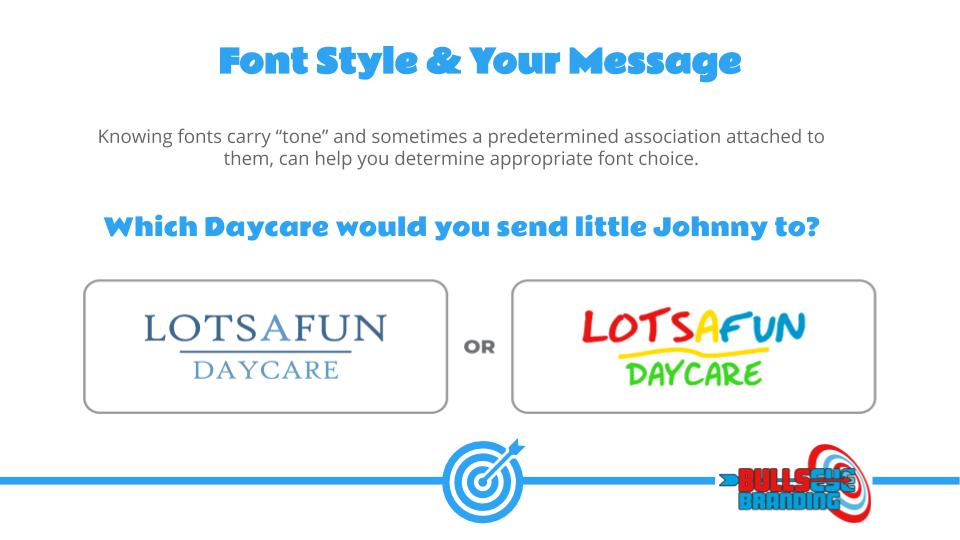 Font Style & Your Message
Knowing fonts carry “tone” and sometimes a predetermined association attached to
them, can help you determine appropriate font choice.
Which Daycare would you send little Johnny to?
LOTSAFUN
DAYCARE
OR
LOTSAFUN
DAYCARE
BULLSEYE
BRANDING